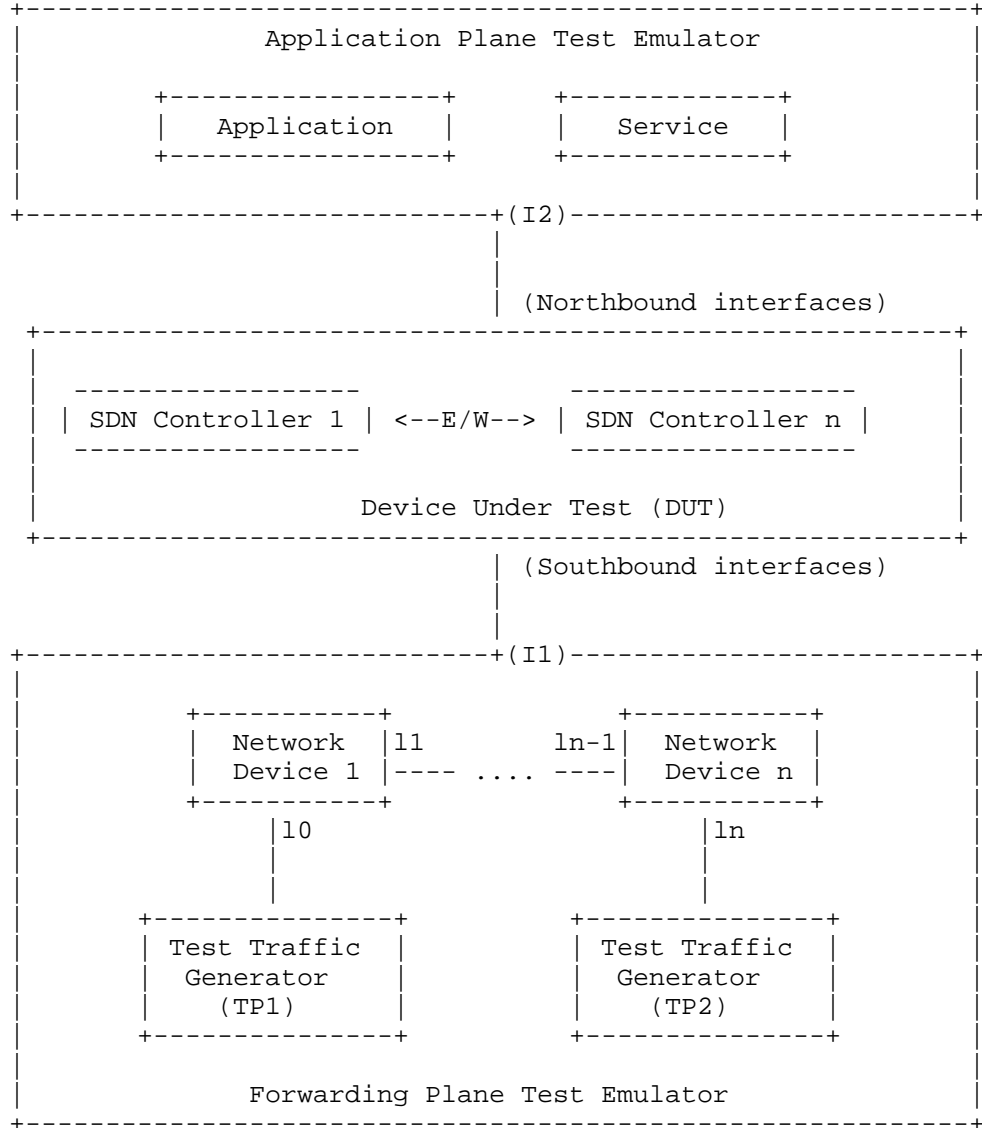 Application Plane Test Emulator
Application Service
(I2)
(Northbound interfaces)
SDN Controller 1 <--E/W--> SDN Controller n
Device Under Test (DUT)
(Southbound interfaces)
(I1)
Network l1 ln-1 Network
Device 1 ---- .... ---- Device n
l0 ln
Test Traffic Test Traffic
Generator Generator
(TP1) (TP2)
Forwarding Plane Test Emulator